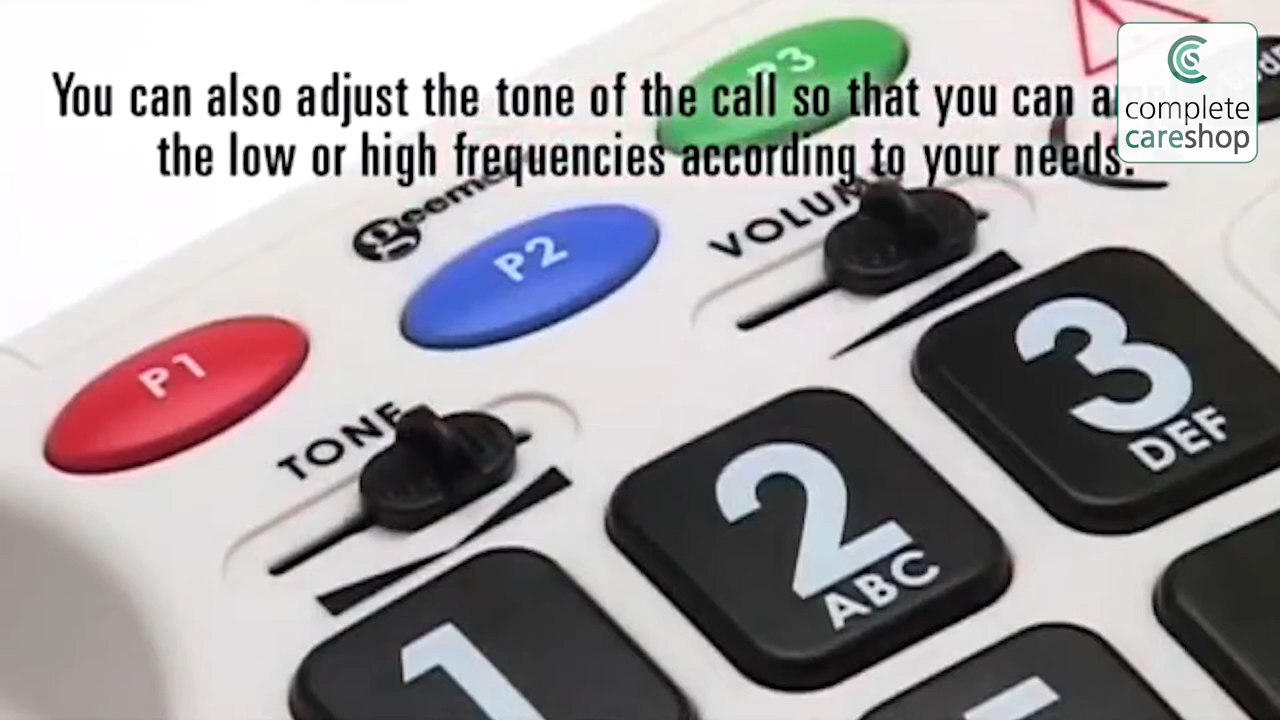 You can also adjust the tone of the call so that you can
the low or high frequencies according to your needs.
complete
careshop
P3
P2
P1
VOLUM
TONE
3
DEF
2
ABC
1